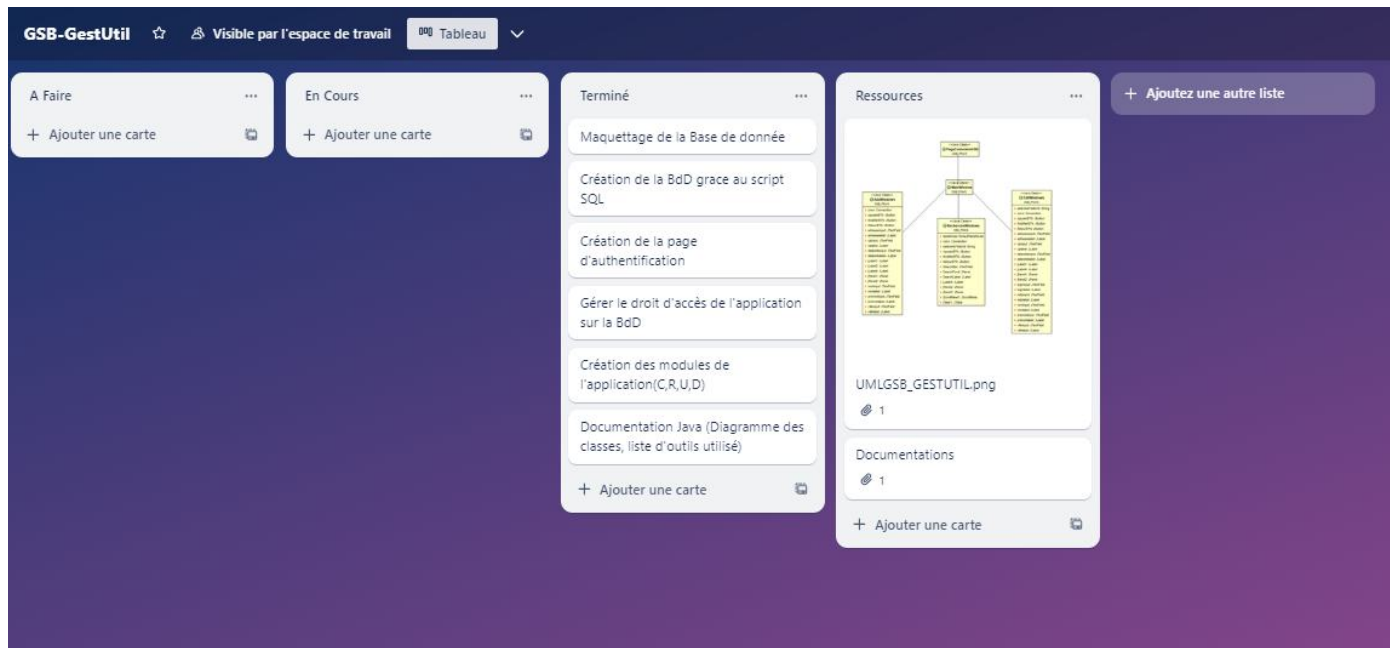 GSB-GestUtil
Visible par l'espace de travail
Tableau
A Faire
+ Ajouter une carte
En Cours
+ Ajouter une carte
Terminé
Maquettage de la Base de donnée
Création de la BdD grace au script
SQL
Création de la page
d'authentification
Gérer le droit d'accès de l'application
sur la BdD
Création des modules de
l'application(C,R,U,D)
Documentation Java (Diagramme des
classes, liste d'outils utilisé)
+ Ajouter une carte
Ressources
UMLGSB_GESTUTIL.png
1
Documentations
1
+ Ajouter une carte
+ Ajoutez une autre liste